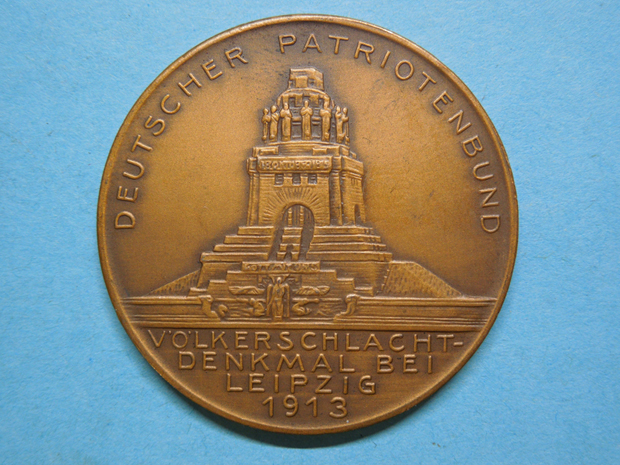 DEUTSCHER PATRIOTENBUND
VÖLKERSCHLACHT-
DENKMAL BEI
LEIPZIG
1913